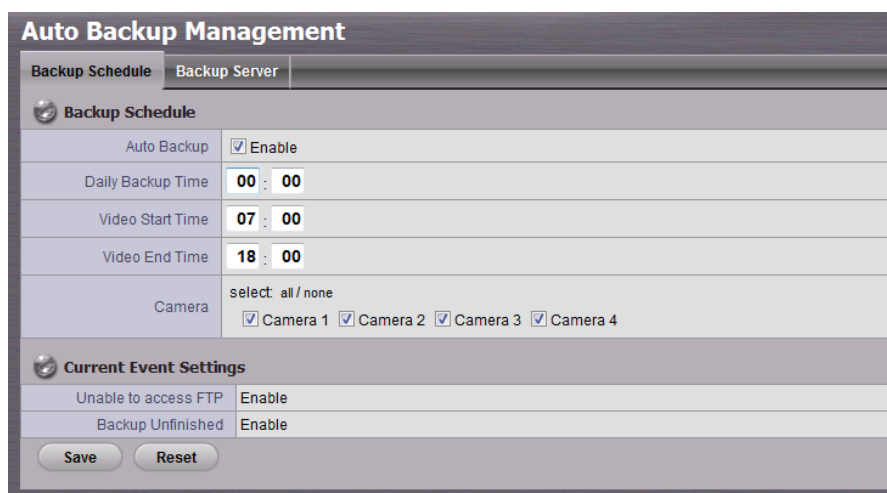 Auto Backup Management
Backup Schedule Backup Server
Backup Schedule
Auto Backup Enable
Daily Backup Time 00 : 00
Video Start Time 07 : 00
Video End Time 18 : 00
select: all / none
Camera Camera 1 Camera 2 Camera 3 Camera 4
Current Event Settings
Unable to access FTP Enable
Backup Unfinished Enable
Save Reset